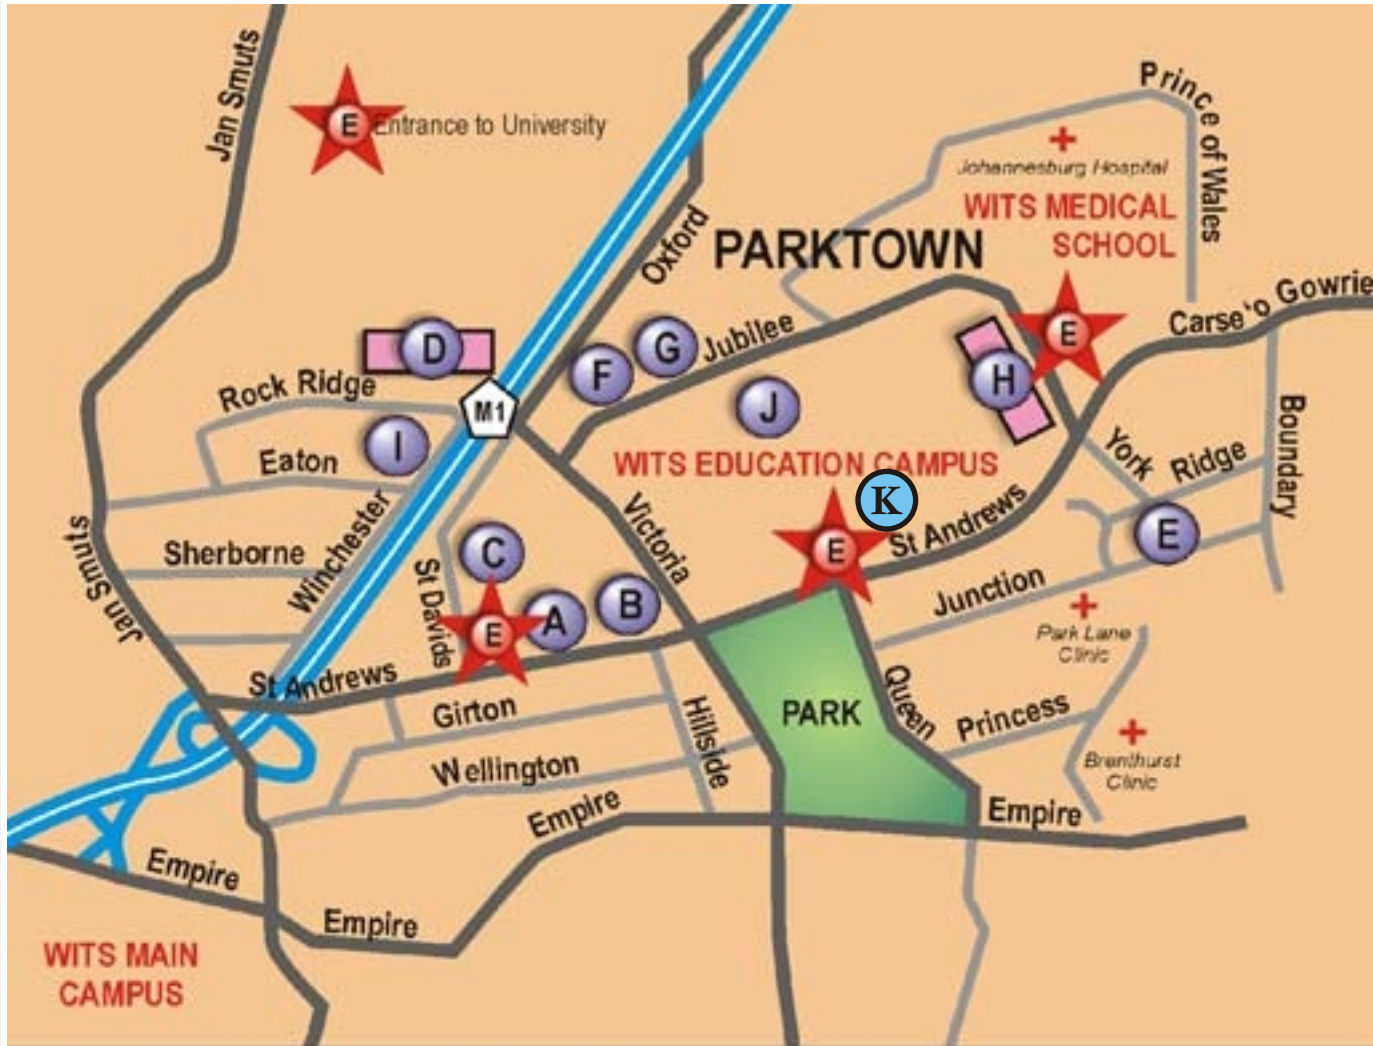 Jan Smuts
E
Entrance to University
Oxford
PARKTOWN
Prince of Wales
Johannesburg Hospital
WITS MEDICAL
SCHOOL
E
Carse'o Gowrie
D
F
G
Jubilee
H
J
Rock Ridge
M1
I
Eaton
WITS EDUCATION CAMPUS
K
York
Ridge
Boundary
Victoria
E
St Andrews
E
Jan Smuts
Sherborne
Winchester
C
St Davids
E
A
B
Junction
Park Lane
Clinic
St Andrews
Girton
Hillside
PARK
Queen
Princess
Brenthurst
Clinic
Wellington
Empire
Empire
Empire
Empire
WITS MAIN
CAMPUS